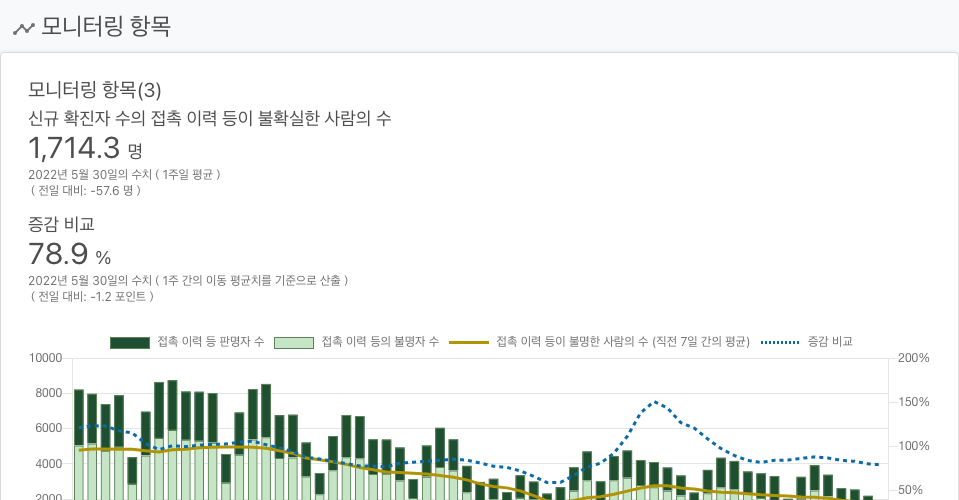 모니터링 항목
모니터링 항목(3)
신규 확진자 수의 접촉 이력 등이 불확실한 사람의 수
1,714.3 명
2022년 5월 30일의 수치 ( 1주일 평균 )
( 전일 대비: -57.6 명 )
증감 비교
78.9 %
2022년 5월 30일의 수치 ( 1주 간의 이동 평균치를 기준으로 산출 )
( 전일 대비: -1.2 포인트 )
접촉 이력 등 판명자 수 접촉 이력 등의 불명자 수 접촉 이력 등이 불명한 사람의 수 (직전 7일 간의 평균) 증감 비교
10000 200%
8000
150%
6000
100%
4000
50%
2000